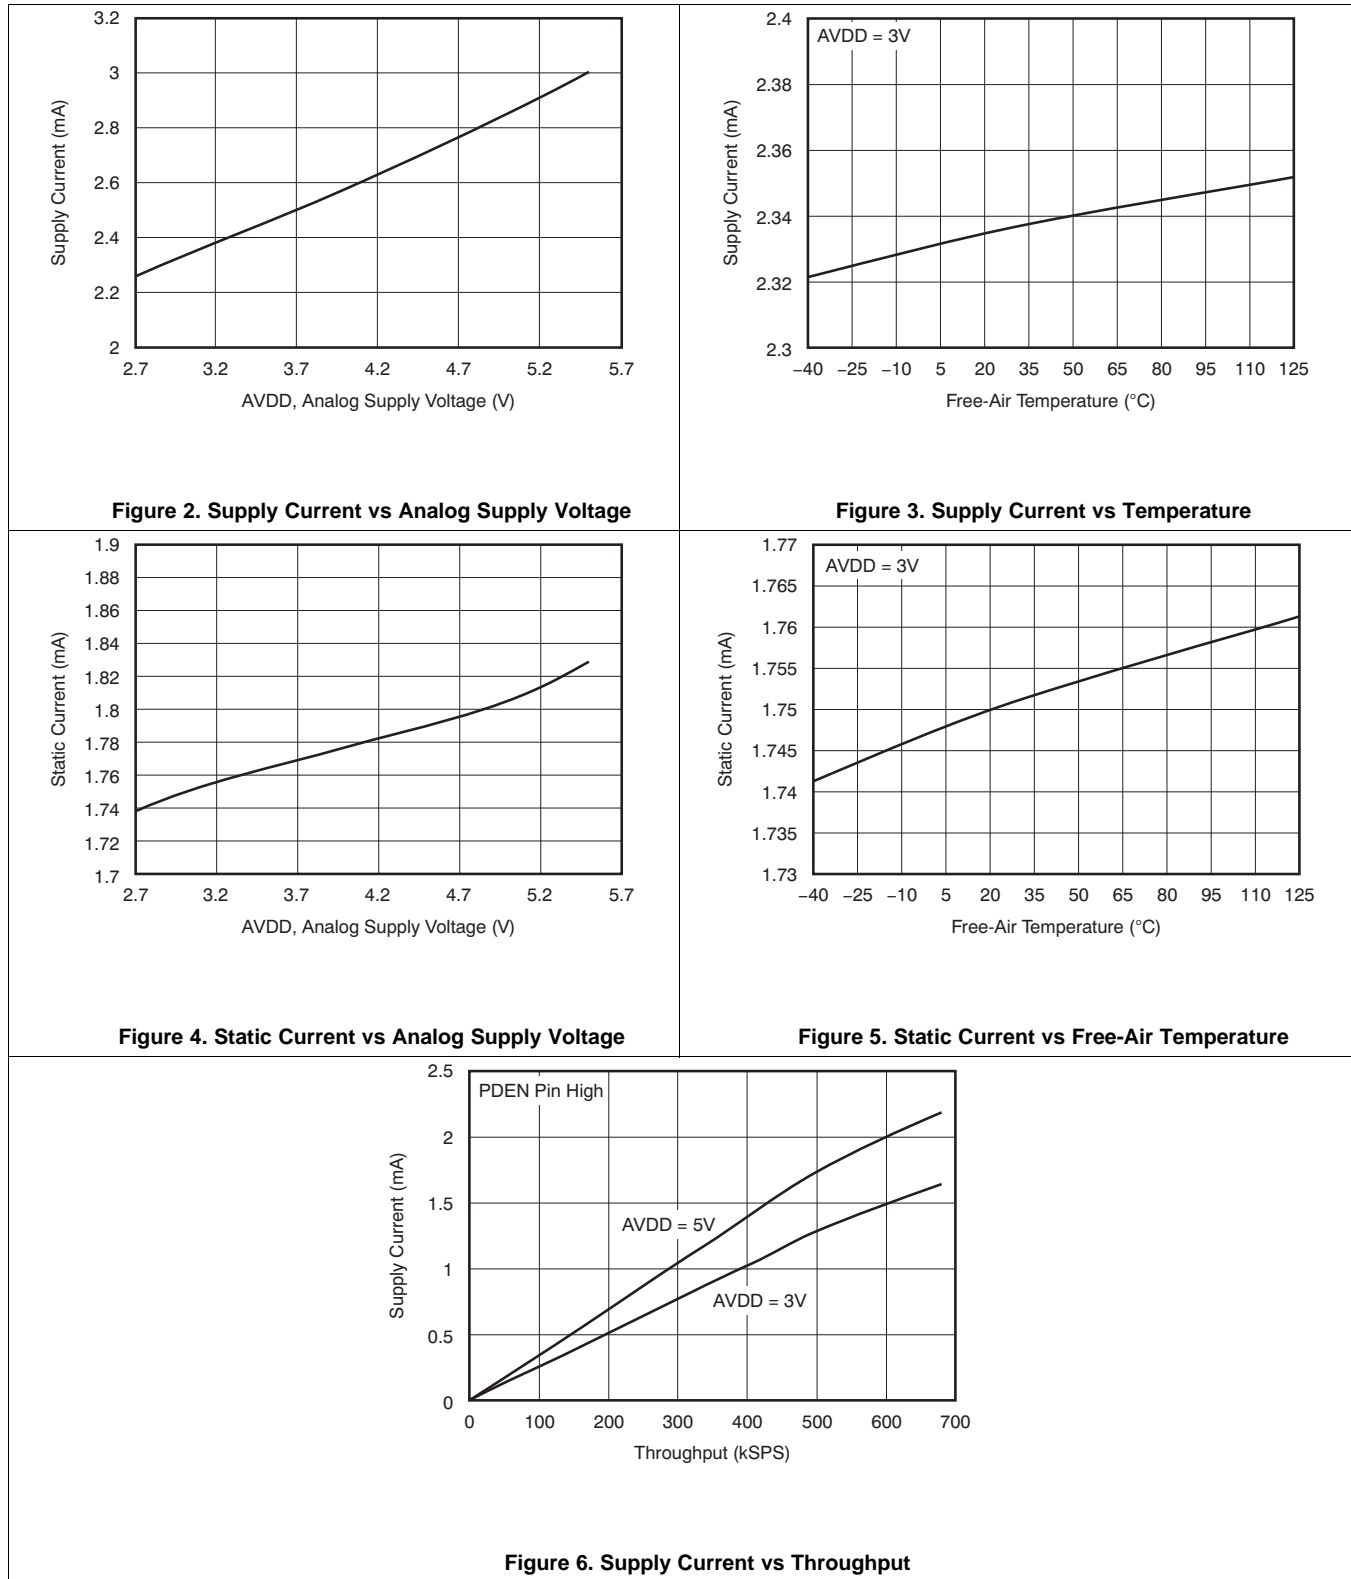 3.2
3
2.8
2.6
2.4
2.2
2
Supply Current (mA)
2.7 3.2 3.7 4.2 4.7 5.2 5.7
AVDD, Analog Supply Voltage (V)
Figure 2. Supply Current vs Analog Supply Voltage
AVDD = 3V
2.4
2.38
2.36
2.34
2.32
2.3
Supply Current (mA)
−40 −25 −10 5 20 35 50 65 80 95 110 125
Free-Air Temperature (°C)
Figure 3. Supply Current vs Temperature
1.9
1.88
1.86
1.84
1.82
1.8
1.78
1.76
1.74
1.72
1.7
Static Current (mA)
2.7 3.2 3.7 4.2 4.7 5.2 5.7
AVDD, Analog Supply Voltage (V)
Figure 4. Static Current vs Analog Supply Voltage
AVDD = 3V
1.77
1.765
1.76
1.755
1.75
1.745
1.74
1.735
1.73
Static Current (mA)
−40 −25 −10 5 20 35 50 65 80 95 110 125
Free-Air Temperature (°C)
Figure 5. Static Current vs Free-Air Temperature
PDEN Pin High
2.5
2
1.5
1
0.5
0
Supply Current (mA)
AVDD = 5V
AVDD = 3V
0 100 200 300 400 500 600 700
Throughput (kSPS)
Figure 6. Supply Current vs Throughput